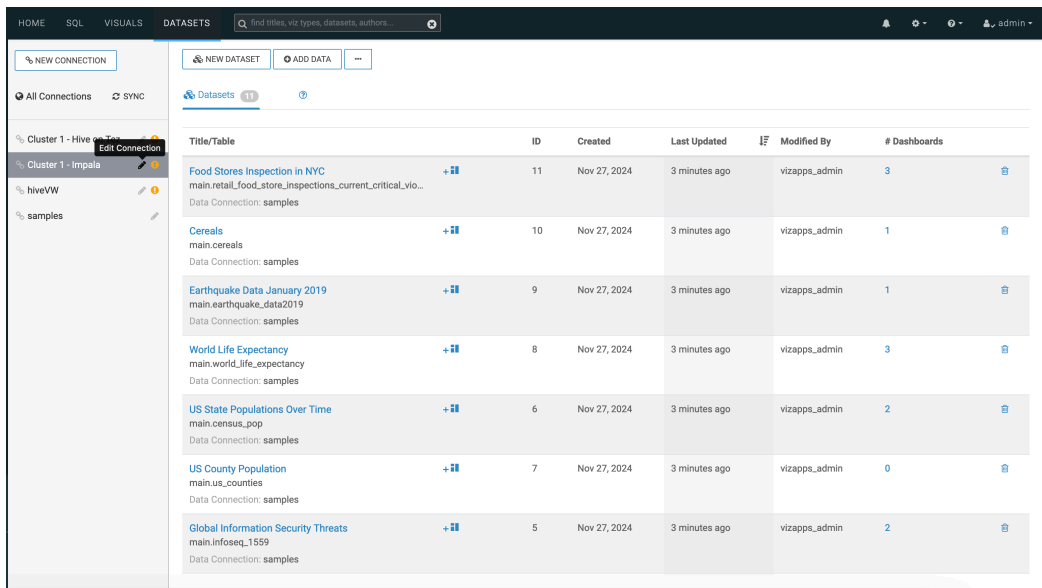 HOME SQL VISUALS DATASETS find titles, viz types, datasets, authors... admin
NEW CONNECTION
NEW DATASET ADD DATA ...
All Connections SYNC
Datasets 11
Cluster 1 - Hive on Tez
Edit Connection
Cluster 1 - Impala
hiveVW
samples
Title/Table ID Created Last Updated Modified By # Dashboards
Food Stores Inspection in NYC 11 Nov 27, 2024 3 minutes ago vizapps_admin 3
main.retail_food_store_inspections_current_critical_vio...
Data Connection: samples
Cereals 10 Nov 27, 2024 3 minutes ago vizapps_admin 1
main.cereals
Data Connection: samples
Earthquake Data January 2019 9 Nov 27, 2024 3 minutes ago vizapps_admin 1
main.earthquake_data2019
Data Connection: samples
World Life Expectancy 8 Nov 27, 2024 3 minutes ago vizapps_admin 3
main.world_life_expectancy
Data Connection: samples
US State Populations Over Time 6 Nov 27, 2024 3 minutes ago vizapps_admin 2
main.census_pop
Data Connection: samples
US County Population 7 Nov 27, 2024 3 minutes ago vizapps_admin 0
main.us_counties
Data Connection: samples
Global Information Security Threats 5 Nov 27, 2024 3 minutes ago vizapps_admin 2
main.infoseq_1559
Data Connection: samples